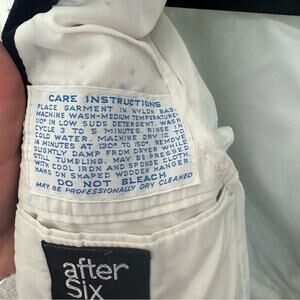 CARE INSTRUCTIONS
PLACE GARMENT IN NYLON BAG.
MACHINE WASH-MEDIUM TEMPERATURE-
110° IN LOW SUDS DETERGENT. WASH
CYCLE 3 TO 5 MINUTES. RINSE IN
COLD WATER. MACHINE DRY 12 TO
14 MINUTES AT 130° TO 150°. REMOVE
SLIGHTLY DAMP FROM DRYER WHILE
STILL TUMBLING. MAY BE PRESSED
WITH COOL IRON AND SPONGE CLOTH.
HANG ON SHAPED WOODEN HANGER.
DO NOT BLEACH
MAY BE PROFESSIONALLY DRY CLEANED
after
Six